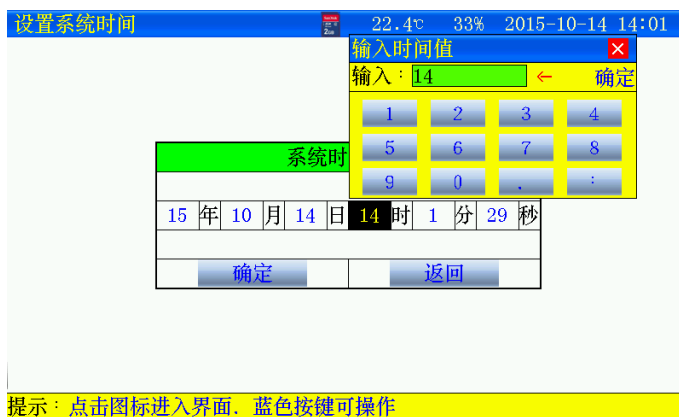 设置系统时间 22.4℃ 33% 2015-10-14 14:01
输入时间值
输入：14 ← 确定
1 2 3 4
5 6 7 8
9 0 . :
系统时
15 年 10 月 14 日 14 时 1 分 29 秒
确定 返回
提示：点击图标进入界面．蓝色按键可操作